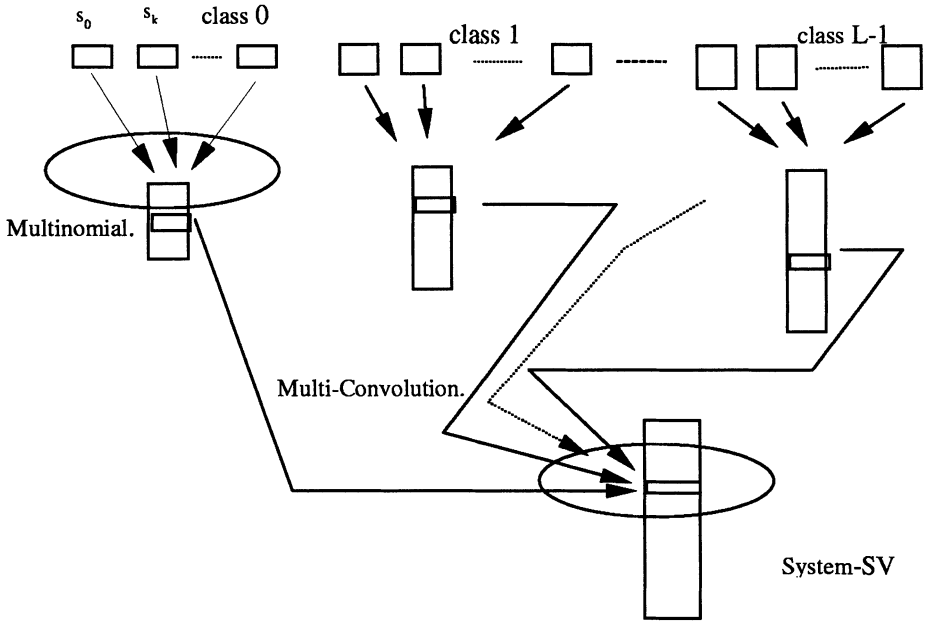 s0 sk class 0
class 1
class L-1
Multinomial.
Multi-Convolution.
System-SV